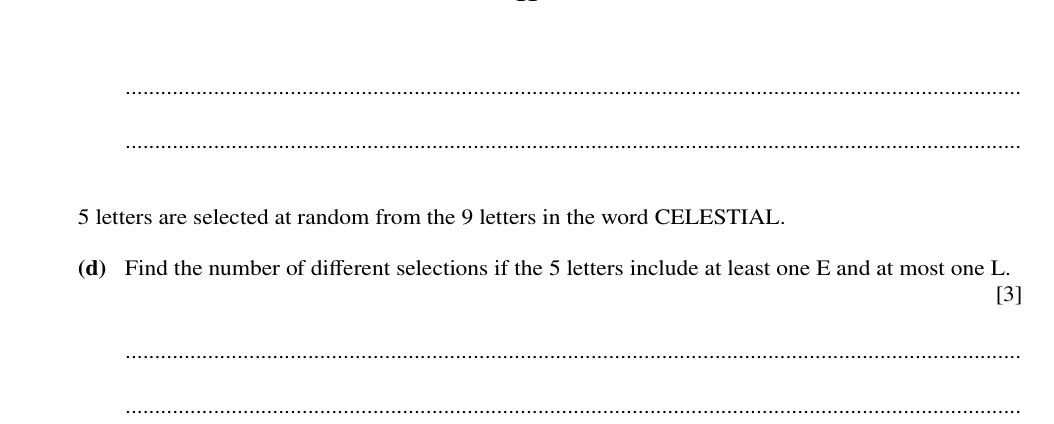 5 letters are selected at random from the 9 letters in the word CELESTIAL.
(d) Find the number of different selections if the 5 letters include at least one E and at most one L.
[3]